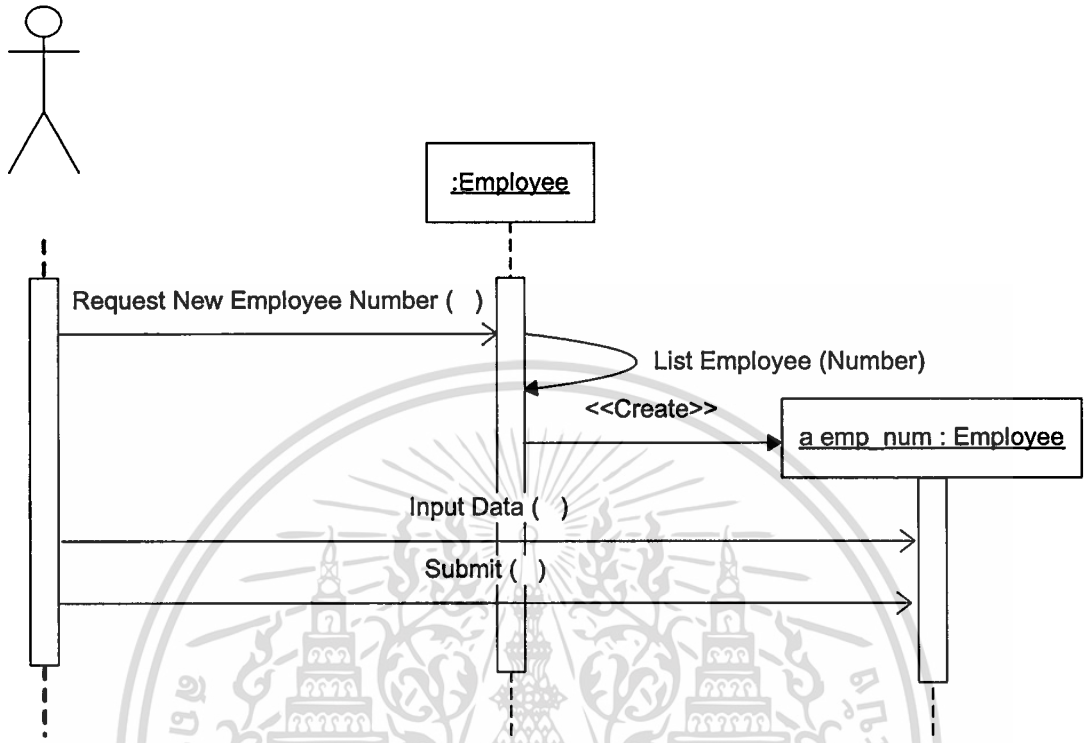 :Employee
Request New Employee Number (  )
List Employee (Number)
<<Create>>
a emp_num : Employee
Input Data (  )
Submit (  )